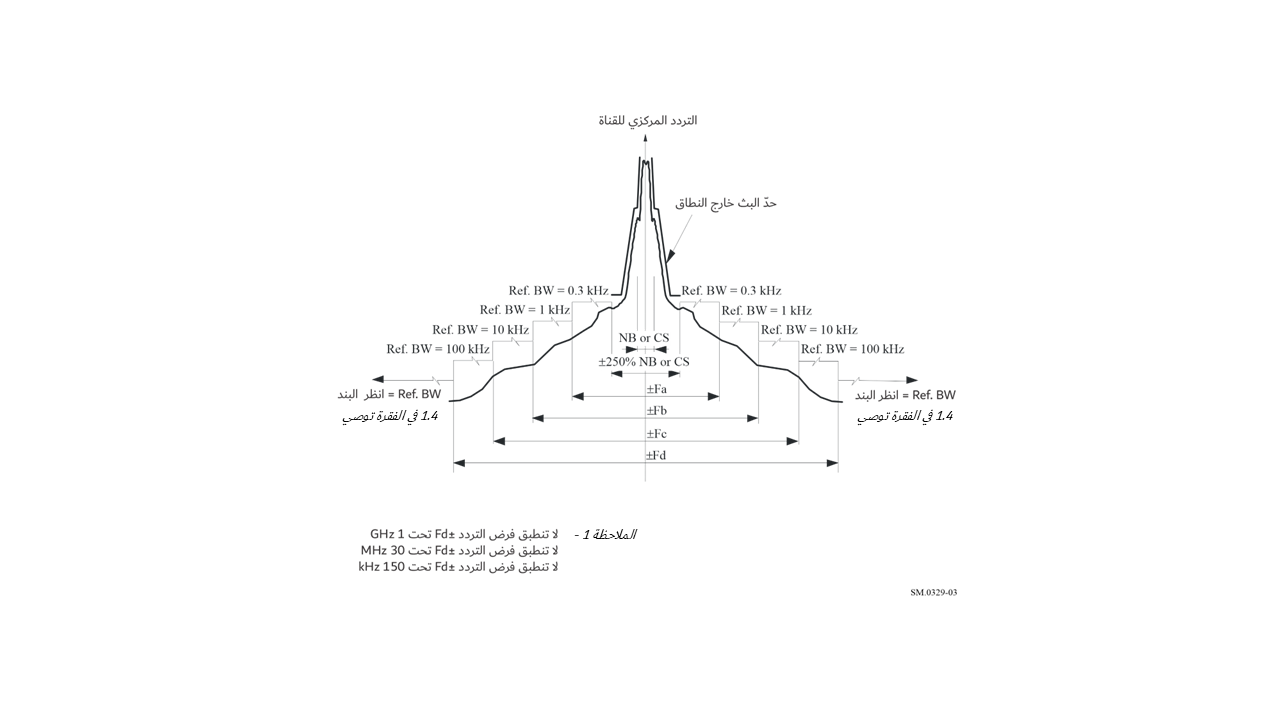 التردد المركزي للقناة
حدّ البث خارج النطاق
Ref. BW = 0.3 kHz
Ref. BW = 0.3 kHz
Ref. BW = 1 kHz
Ref. BW = 1 kHz
Ref. BW = 10 kHz
Ref. BW = 10 kHz
NB or CS
Ref. BW = 100 kHz
Ref. BW = 100 kHz
±250% NB or CS
±Fa
Ref. BW = انظر البند
1.4 في الفقرة توصي
Ref. BW = انظر البند
1.4 في الفقرة توصي
±Fb
±Fc
±Fd
الملاحظة 1 - لا تنطبق فرض التردد ±Fd تحت 1 GHz
لا تنطبق فرض التردد ±Fd تحت 30 MHz
لا تنطبق فرض التردد ±Fd تحت 150 kHz
SM.0329-03